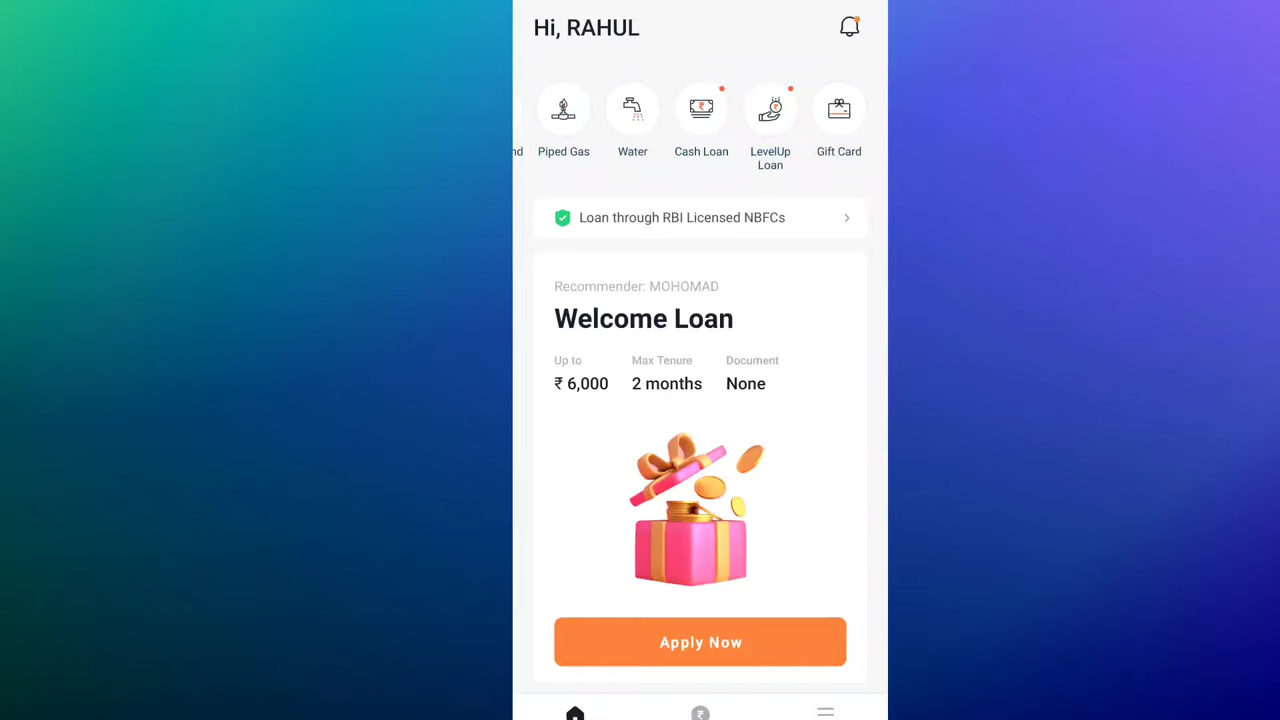 Hi, RAHUL
nd Piped Gas Water Cash Loan LevelUp Loan Gift Card
Loan through RBI Licensed NBFCs
Recommender: MOHOMAD
Welcome Loan
Up to Max Tenure Document
₹ 6,000 2 months None
Apply Now
₹